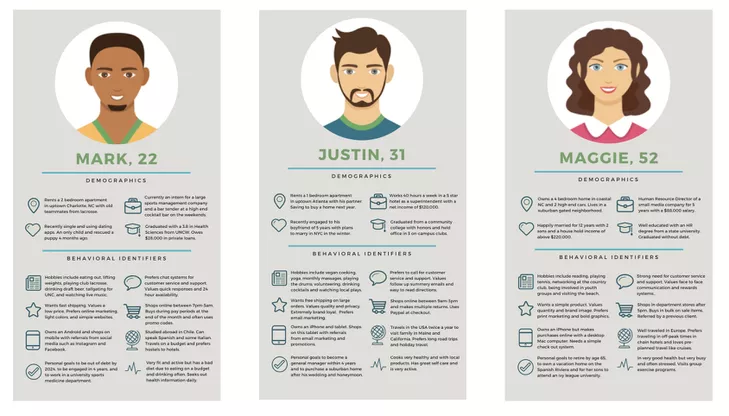 MARK, 22
DEMOGRAPHICS
Rents a 2 bedroom apartment
in uptown Charlotte, NC with old
teammates from lacrosse.
Currently an intern for a large
sports management company
and a bar tender at a high-end
cocktail bar on the weekends.
Recently single and using dating
apps. An only child and rescued a
puppy 4 months ago.
Graduated with a 3.8 in Health
Sciences from UNCW. Owes
$28,000 in private loans.
BEHAVIORAL IDENTIFIERS
Hobbies include eating out, lifting
weights, playing club lacrosse,
drinking draft beer, tailgating for
UNC, and watching live music.
Prefers chat systems for
customer service and support.
Values quick responses and 24
hour availability.
Wants fast shipping. Values a
low price. Prefers online marketing,
light colors and simple websites.
Shops online between 7pm-5am.
Buys during pay periods at the
end of the month and often uses
promo codes.
Owns an Android and shops on
mobile with referrals from social
media such as Instagram and
Facebook.
Studied abroad in Chile. Can
speak Spanish and some Italian.
Travels on a budget and prefers
hostels to hotels.
Personal goals to be out of debt by
2024, to be engaged in 4 years, and
to work in a university sports
medicine department.
Very fit and active but has a bad
diet due to eating on a budget
and drinking often. Seeks out
health information daily.
JUSTIN, 31
DEMOGRAPHICS
Rents a 1 bedroom apartment
in uptown Atlanta with his partner.
Saving to buy a home next year.
Works 40 hours a week in a 5 star
hotel as a superintendent with a
net income of $120,000.
Recently engaged to his
boyfriend of 5 years with plans
to marry in NYC in the winter.
Graduated from a community
college with honors and held
office in 3 on campus clubs.
BEHAVIORAL IDENTIFIERS
Hobbies include vegan cooking,
yoga, monthly massages, playing
the drums, volunteering, drinking
cocktails and watching local plays
Prefers to call for customer
service and support. Values
follow up summary emails and
easy to read directions.
Wants free shipping on large
orders. Values quality and privacy.
Extremely brand loyal. Prefers
email marketing.
Shops online between 9am-5pm
and makes multiple returns. Uses
Paypal at checkout.
Owns an iPhone and tablet. Shops
on this tablet with referrals
from email marketing and
promotions.
Travels in the USA twice a year to
visit family in Maine and
California. Prefers long road trips
and holiday travel.
Personal goals to become a
general manager within 4 years
and to purchase a suburban home
after his wedding and honeymoon.
Cooks very healthy and with local
products. Has great self care and
is very active.
MAGGIE, 52
DEMOGRAPHICS
Owns a 4 bedroom home in coastal
NC and 2 high end cars. Lives in a
suburban gated neighborhood.
Human Resource Director of a
small media company for 5
years with a $68,000 salary.
Happily married for 12 years with 2
sons and a house hold income of
above $220,000.
Well educated with an HR
degree from a state university.
Graduated without debt.
BEHAVIORAL IDENTIFIERS
Hobbies include reading, playing
tennis, networking at the country
club, being involved in youth
groups and visiting the beach.
Strong need for customer service
and support. Values face to face
communication and clear
communicators.
Wants a simple product. Values
quantity and brand image. Prefers
print marketing and bold graphics.
Shops in department stores after
5pm. Buys in bulk on sale items.
Referred by a previous client.
Owns an iPhone but makes
purchases online with a desktop
Mac computer. Needs a simple
check out system.
Well traveled in Europe. Prefers
traveling in off-peak times in
chain hotels and loves pre
planned travel-like cruises.
Personal goals to retire by age 65,
to own a vacation home on the
Spanish Riviera and for her sons to
attend an ivy league university.
In very good health but very busy
and often stressed. Visits group
exercise programs.